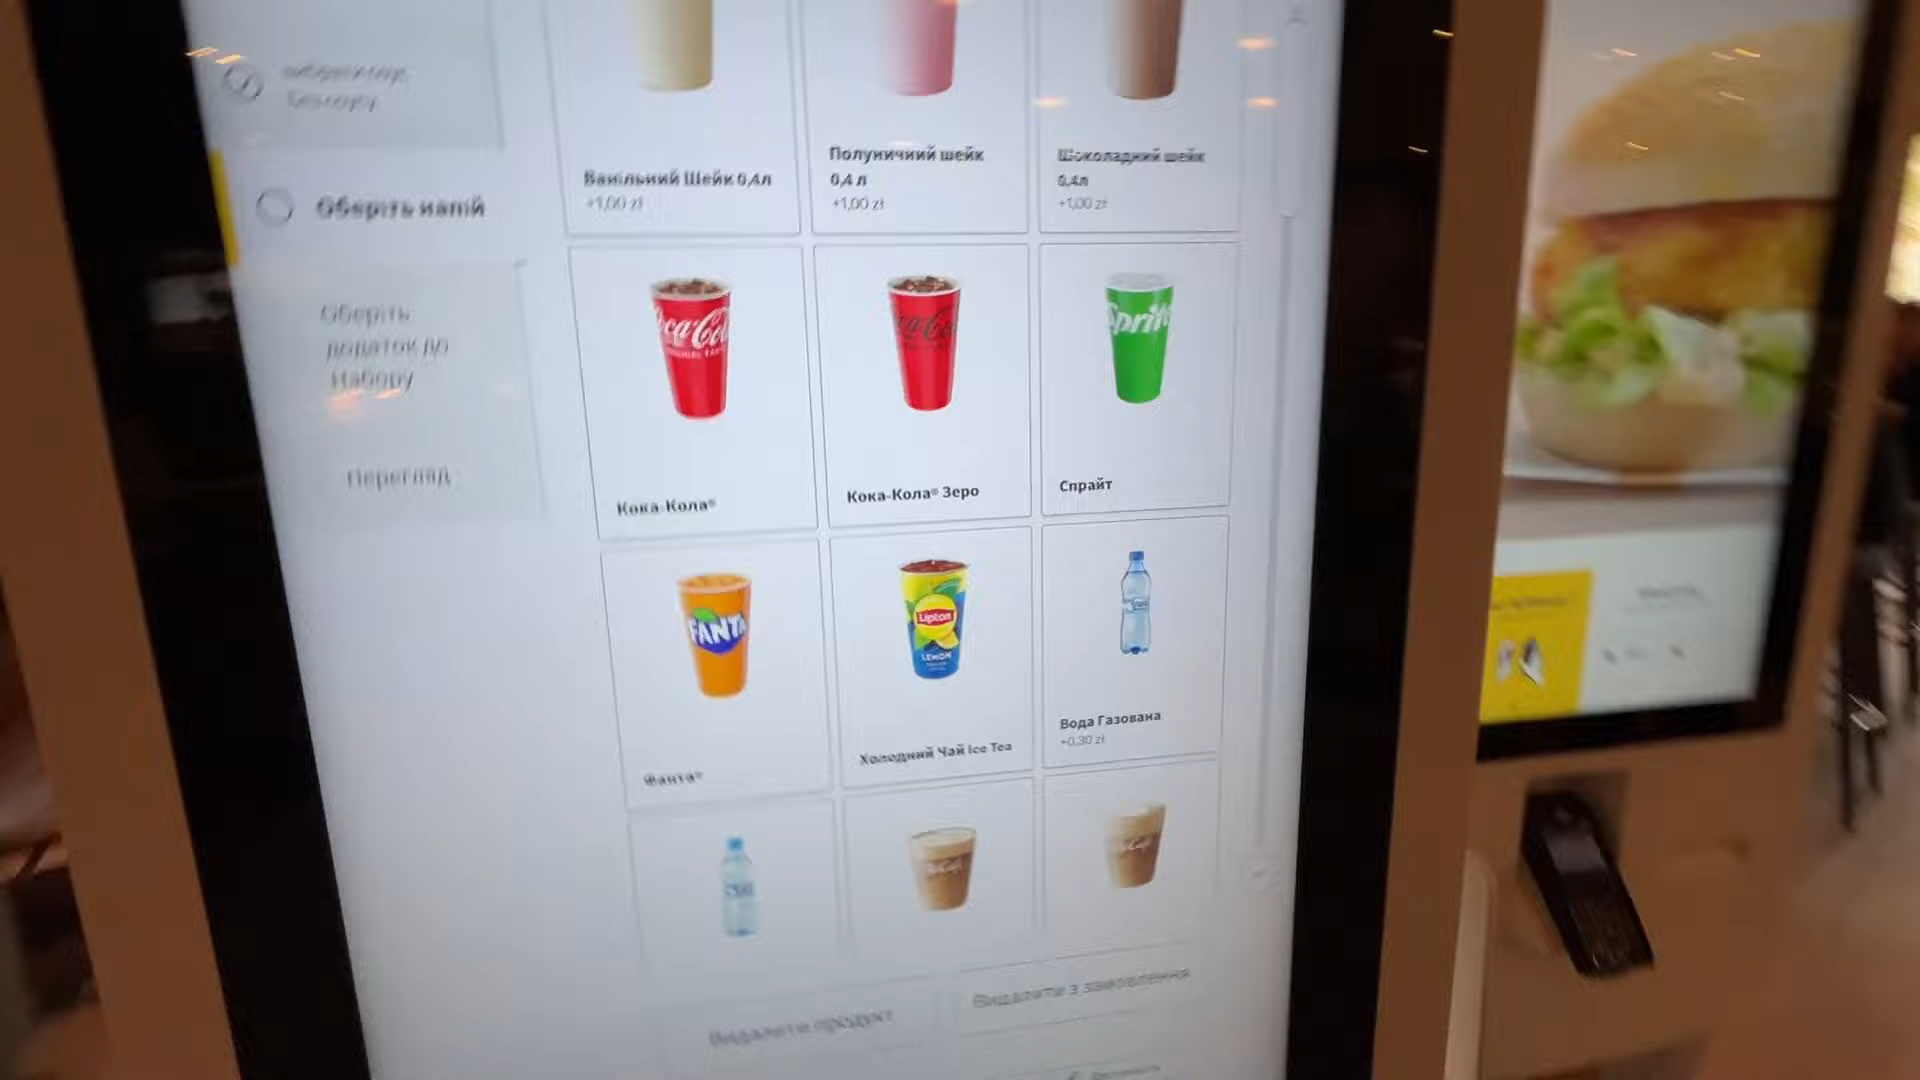 Оберіть напій
Оберіть
додаток до
Набору
Перегляд
Ванільний Шейк 0,4л
+1,00 zł
Полуничний шейк
0,4 л
+1,00 zł
Шоколадний шейк
0,4л
+1,00 zł
Coca-Cola
Кока-Кола®
Coca-Cola
Кока-Кола® Зеро
Sprite
Спрайт
FANTA
Фанта®
Lipton
LEMON
Холодний Чай Ice Tea
Вода Газована
+0,30 zł
Видалити продукт
Видалити з замовлення